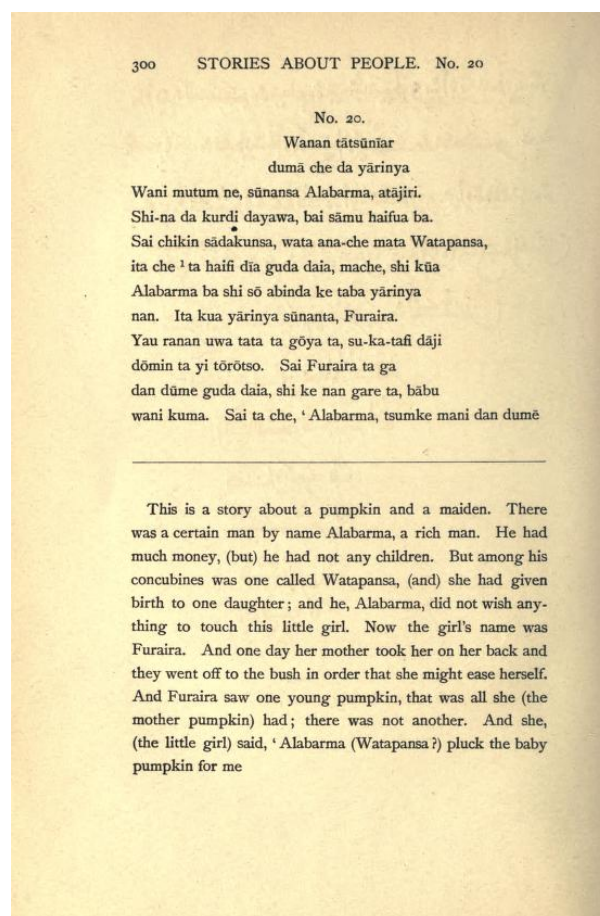 300 STORIES ABOUT PEOPLE. No. 20
No. 20.
Wanan tātsūnīar
dumā che da yārinya
Wani mutum ne, sūnansa Alabarma, atājiri.
Shi-na da kurdi dayawa, bai sāmu haifua ba.
Sai chikin sādakunsa, wata ana-che mata Watapansa,
ita che ¹ ta haifi dīa guda daia, mache, shi kūa
Alabarma ba shi sō abinda ke taba yārinya
nan. Ita kua yārinya sūnanta, Furaira.
Yau ranan uwa tata ta gōya ta, su-ka-tafi dāji
dōmin ta yi tōrōtso. Sai Furaira ta ga
dan dūme guda daia, shi ke nan gare ta, bābu
wani kuma. Sai ta che, ‘ Alabarma, tsumke mani dan dumē
This is a story about a pumpkin and a maiden. There
was a certain man by name Alabarma, a rich man. He had
much money, (but) he had not any children. But among his
concubines was one called Watapansa, (and) she had given
birth to one daughter ; and he, Alabarma, did not wish any-
thing to touch this little girl. Now the girl's name was
Furaira. And one day her mother took her on her back and
they went off to the bush in order that she might ease herself.
And Furaira saw one young pumpkin, that was all she (the
mother pumpkin) had ; there was not another. And she,
(the little girl) said, ‘ Alabarma (Watapansa ?) pluck the baby
pumpkin for me